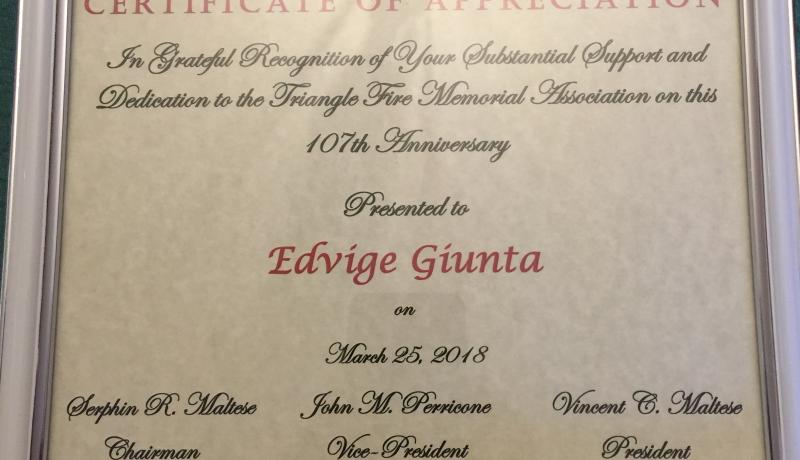 CERTIFICATE OF APPRECIATION
In Grateful Recognition of Your Substantial Support and
Dedication to the Triangle Fire Memorial Association on this
107th Anniversary
Presented to
Edvige Giunta
on
March 25, 2018
Serphin R. Maltese John M. Perricone Vincent C. Maltese
Chairman Vice-President President